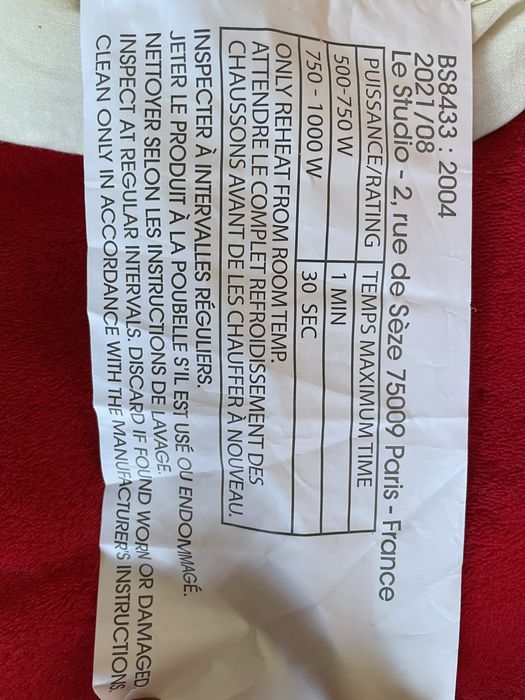 BS8433 : 2004
2021/08
Le Studio - 2, rue de Sèze 75009 Paris - France
PUISSANCE/RATING TEMPS MAXIMUM TIME
500-750 W 1 MIN
750 - 1000 W 30 SEC
ONLY REHEAT FROM ROOM TEMP.
ATTENDRE LE COMPLET REFROIDISSEMENT DES
CHAUSSONS AVANT DE LES CHAUFFER À NOUVEAU.
INSPECTER À INTERVALLES RÉGULIERS.
JETER LE PRODUIT À LA POUBELLE S'IL EST USÉ OU ENDOMMAGÉ.
NETTOYER SELON LES INSTRUCTIONS DE LAVAGE.
INSPECT AT REGULAR INTERVALS. DISCARD IF FOUND WORN OR DAMAGED
CLEAN ONLY IN ACCORDANCE WITH THE MANUFACTURER'S INSTRUCTIONS.